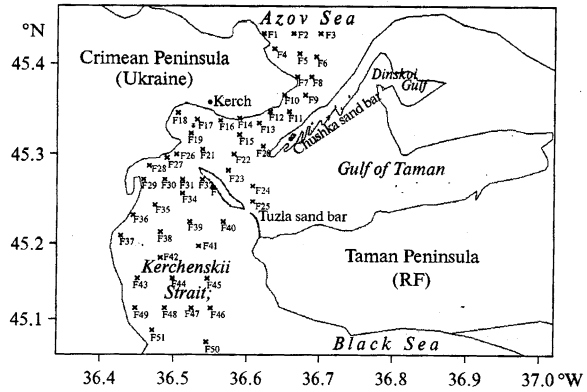 Azov Sea
°N
F1 F2 F3
Crimean Peninsula
(Ukraine)
F4 F5 F6
45.4
F7 F8
Dinskoi
Gulf
F10 F9
Kerch
F12 F11
F18 F17 F16 F14 F13
Chushka sand bar
F19 F15
45.3
F26 F21 F22 F20
F28 F27
Gulf of Taman
F23
F29 F30 F31 F32
F24
F34 F
F25
F35
F36
Tuzla sand bar
F39 F40
F37 F38
45.2
F41
F42
Taman Peninsula
(RF)
Kerchenskii
F43 F44 F45
Strait;
F49 F48 F47 F46
45.1
F51
F50
Black Sea
36.4 36.5 36.6 36.7 36.8 36.9 37.0 °W